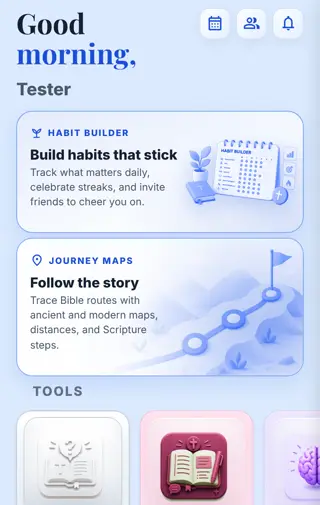 Good
morning,
Tester
HABIT BUILDER
Build habits that stick
Track what matters daily,
celebrate streaks, and invite
friends to cheer you on.
HABIT BUILDER
JOURNEY MAPS
Follow the story
Trace Bible routes with
ancient and modern maps,
distances, and Scripture
steps.
TOOLS